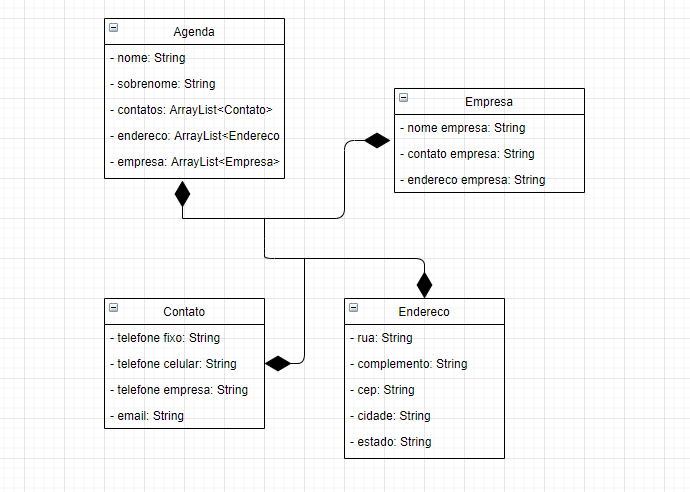 Agenda
- nome: String
- sobrenome: String
- contatos: ArrayList<Contato>
- endereco: ArrayList<Endereco
- empresa: ArrayList<Empresa>
Empresa
- nome empresa: String
- contato empresa: String
- endereco empresa: String
Contato
- telefone fixo: String
- telefone celular: String
- telefone empresa: String
- email: String
Endereco
- rua: String
- complemento: String
- cep: String
- cidade: String
- estado: String